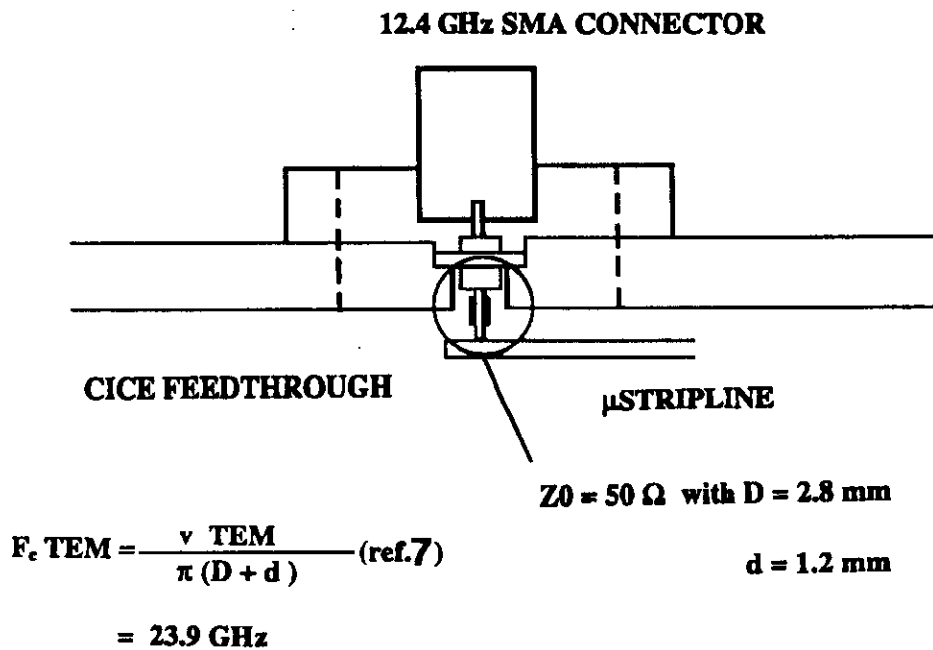 12.4 GHz SMA CONNECTOR
CICE FEEDTHROUGH
µSTRIPLINE
Z0 = 50 Ω with D = 2.8 mm
d = 1.2 mm
Fc TEM = v TEM / π (D + d) (ref.7)
= 23.9 GHz